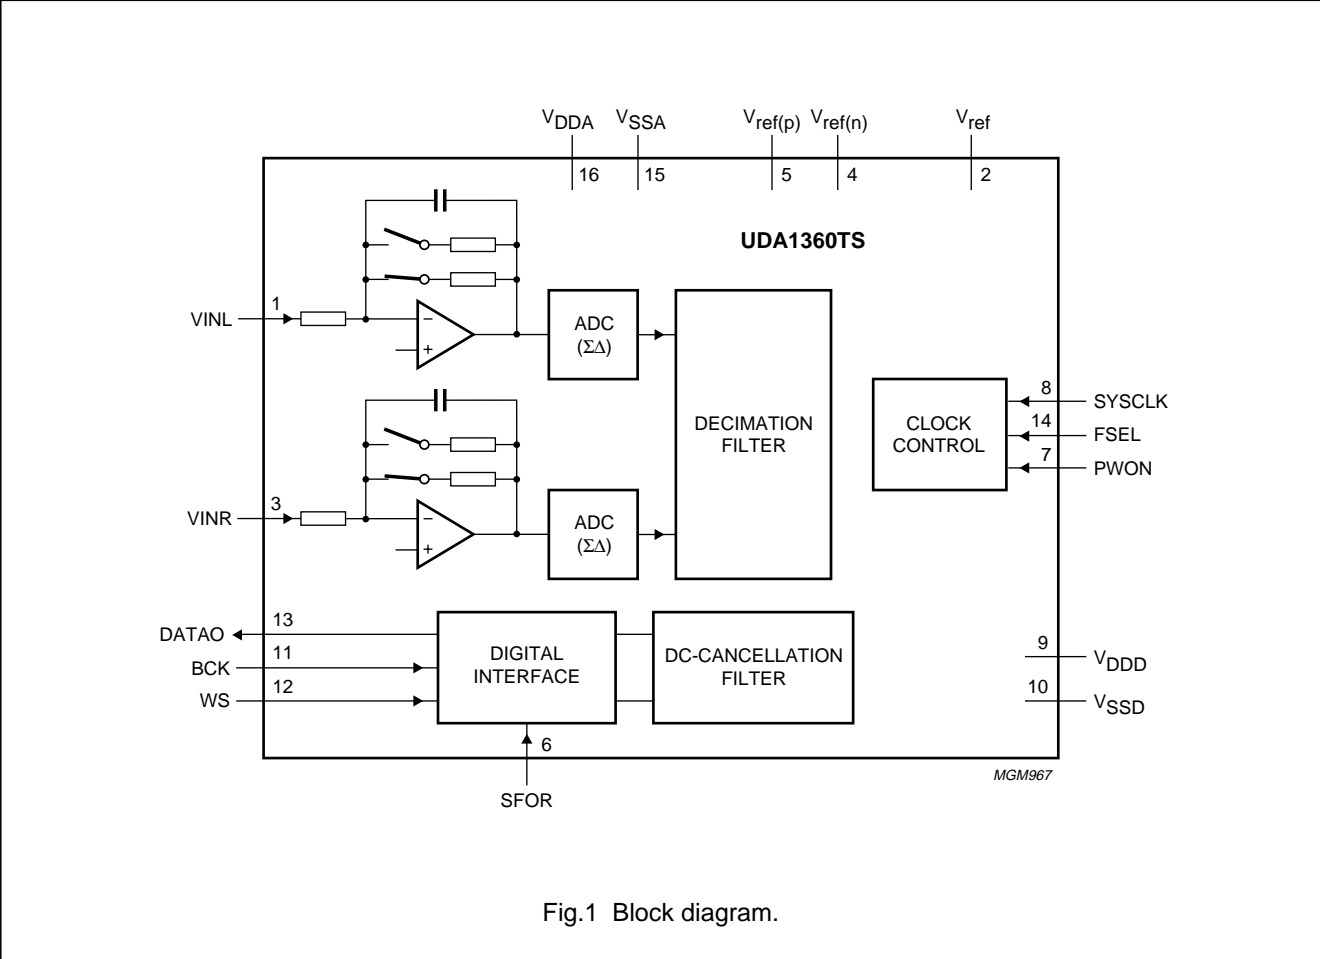 VDDA VSSA Vref(p) Vref(n) Vref
16 15 5 4 2
UDA1360TS
VINL 1
−
+
ADC
(ΣΔ)
DECIMATION
FILTER
CLOCK
CONTROL
8 SYSCLK
14 FSEL
7 PWON
VINR 3
−
+
ADC
(ΣΔ)
DATAO 13
BCK 11
WS 12
DIGITAL
INTERFACE
DC-CANCELLATION
FILTER
9 VDDD
10 VSSD
6
SFOR
MGM967
Fig.1 Block diagram.